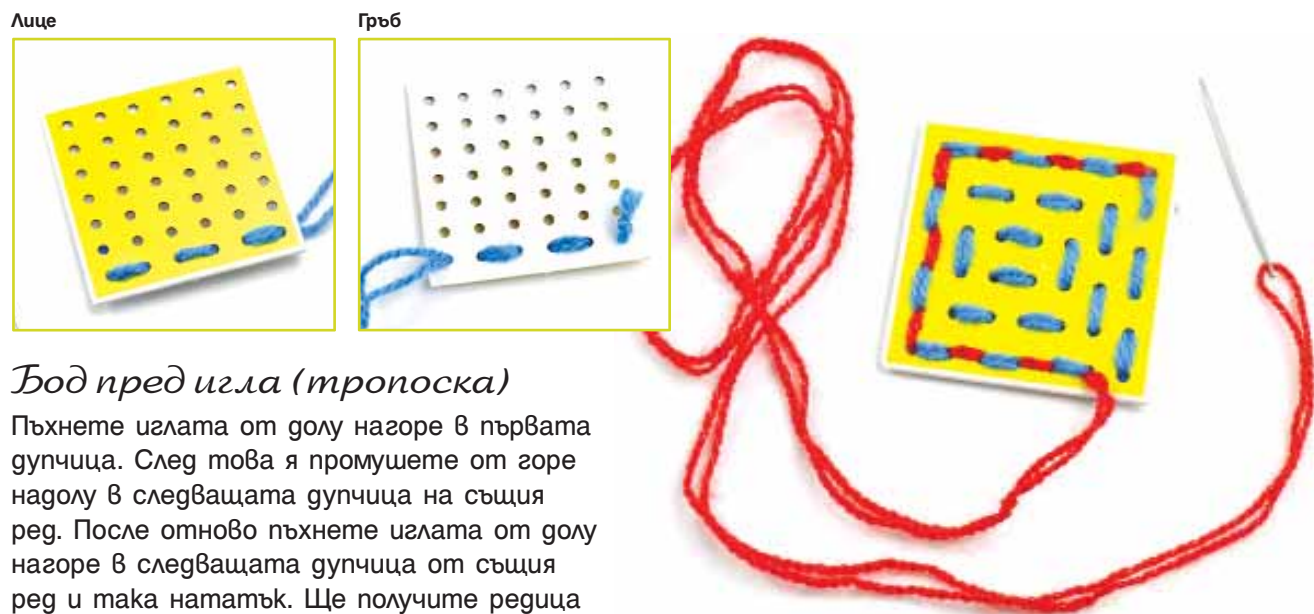 Лице
Гръб
Бод пред игла (тропоска)
Пъхнете иглата от долу нагоре в първата
дупчица. След това я промушете от горе
надолу в следващата дупчица на същия
ред. После отново пъхнете иглата от долу
нагоре в следващата дупчица от същия
ред и така нататък. Ще получите редица